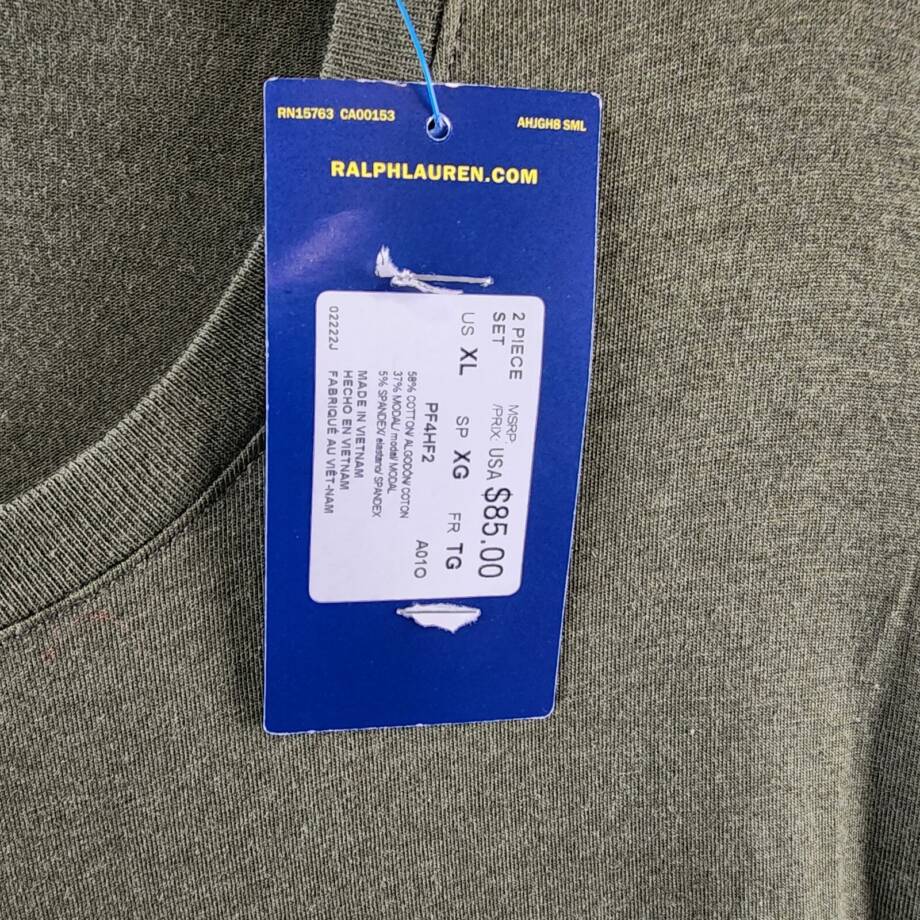 RN15763 CA00153
AHJGH8 SML
RALPHLAUREN.COM
2 PIECE
SET
MSRP
/PRIX: USA $85.00
US XL SP XG FR TG
PF4HF2 A01O
58% COTTON/ ALGODÓN/ COTON
37% MODAL/ modal/ MODAL
5% SPANDEX/ elastano/ SPANDEX
MADE IN VIETNAM
HECHO EN VIETNAM
FABRIQUÉ AU VIÊT-NAM
02222J